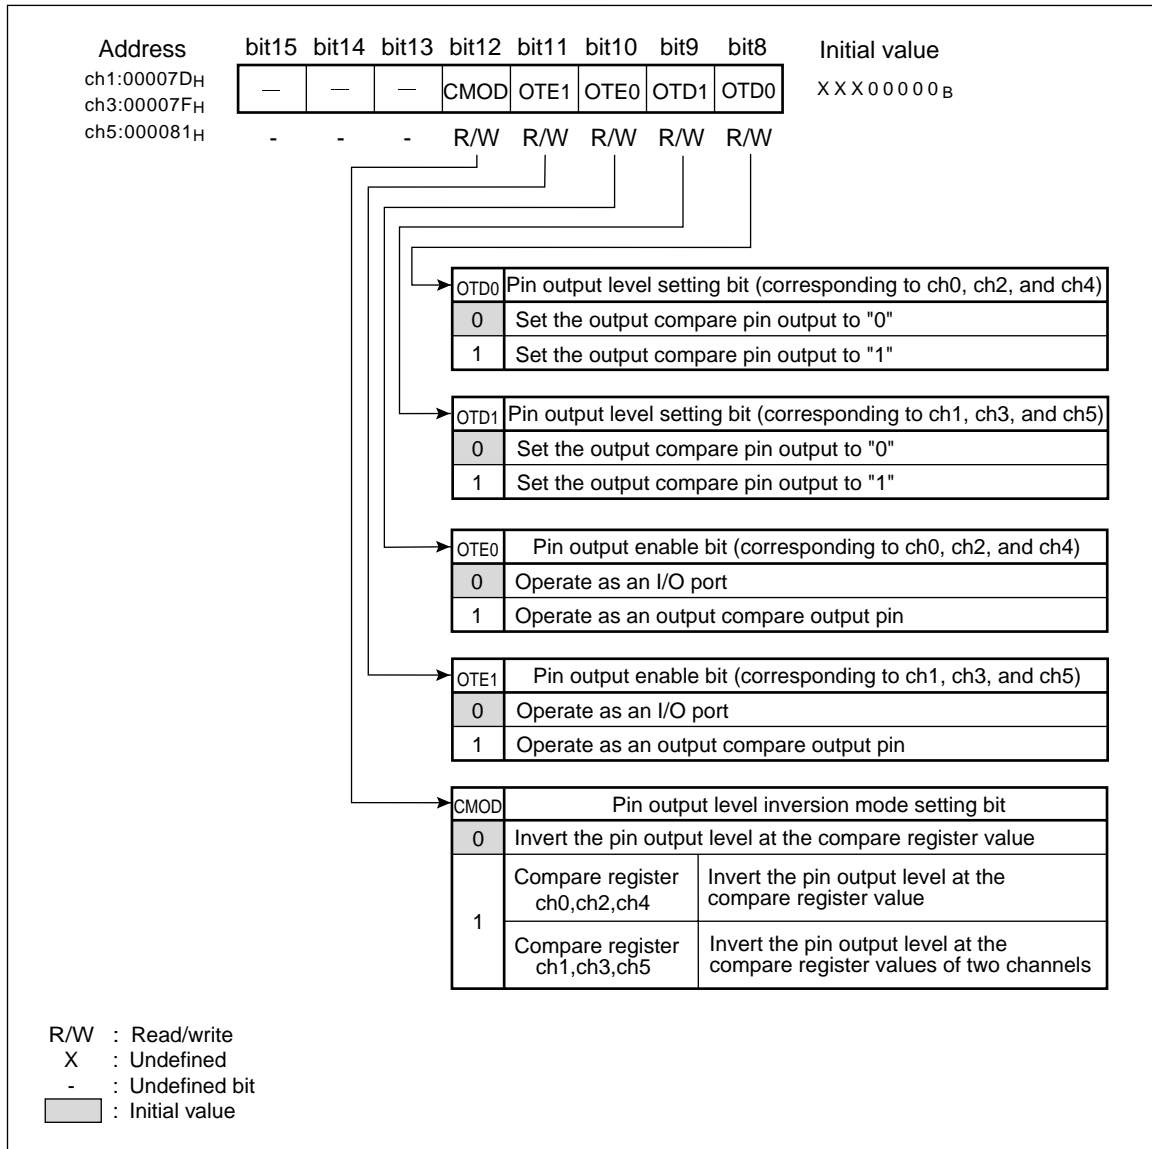 Address bit15 bit14 bit13 bit12 bit11 bit10 bit9 bit8 Initial value
ch1:00007DH
ch3:00007FH
ch5:000081H
— — — CMOD OTE1 OTE0 OTD1 OTD0 XXX00000B
- - - R/W R/W R/W R/W R/W
OTD0 Pin output level setting bit (corresponding to ch0, ch2, and ch4)
0 Set the output compare pin output to "0"
1 Set the output compare pin output to "1"
OTD1 Pin output level setting bit (corresponding to ch1, ch3, and ch5)
0 Set the output compare pin output to "0"
1 Set the output compare pin output to "1"
OTE0 Pin output enable bit (corresponding to ch0, ch2, and ch4)
0 Operate as an I/O port
1 Operate as an output compare output pin
OTE1 Pin output enable bit (corresponding to ch1, ch3, and ch5)
0 Operate as an I/O port
1 Operate as an output compare output pin
CMOD Pin output level inversion mode setting bit
0 Invert the pin output level at the compare register value
1
Compare register
ch0,ch2,ch4
Invert the pin output level at the
compare register value
Compare register
ch1,ch3,ch5
Invert the pin output level at the
compare register values of two channels
R/W : Read/write
X : Undefined
- : Undefined bit
: Initial value